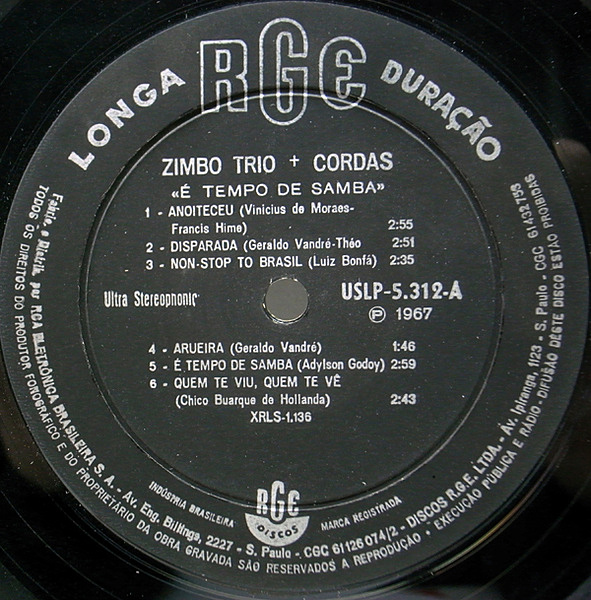 LONGA RGE DURAÇÃO
ZIMBO TRIO + CORDAS
«É TEMPO DE SAMBA»
1 - ANOITECEU (Vinicius de Moraes-
Francis Hime) 2:55
2 - DISPARADA (Geraldo Vandré-Théo 2:51
3 - NON-STOP TO BRASIL (Luiz Bonfá) 2:35
Ultra Stereophonic USLP-5.312-A
Ⓟ 1967
4 - ARUEIRA (Geraldo Vandré) 1:46
5 - É TEMPO DE SAMBA (Adylson Godoy) 2:59
6 - QUEM TE VIU, QUEM TE VÊ
(Chico Buarque de Hollanda) 2:43
XRLS-1.136
INDÚSTRIA BRASILEIRA RGE DISCOS MARCA REGISTRADA
Fabric. e Distrib. por RCA ELETRÔNICA BRASILEIRA S. A. - Av. Eng. Billings, 2227 - S. Paulo - CGC 61126074/2 - DISCOS R.G.E. LTDA. - Av. Ipiranga, 1123 - S. Paulo - CGC 61432753
TODOS OS DIREITOS DO PRODUTOR FONOGRÁFICO E DO PROPRIETÁRIO DA OBRA GRAVADA SÃO RESERVADOS A REPRODUÇÃO • EXECUÇÃO PÚBLICA E RÁDIO-DIFUSÃO DESTE DISCO ESTÃO PROIBIDAS